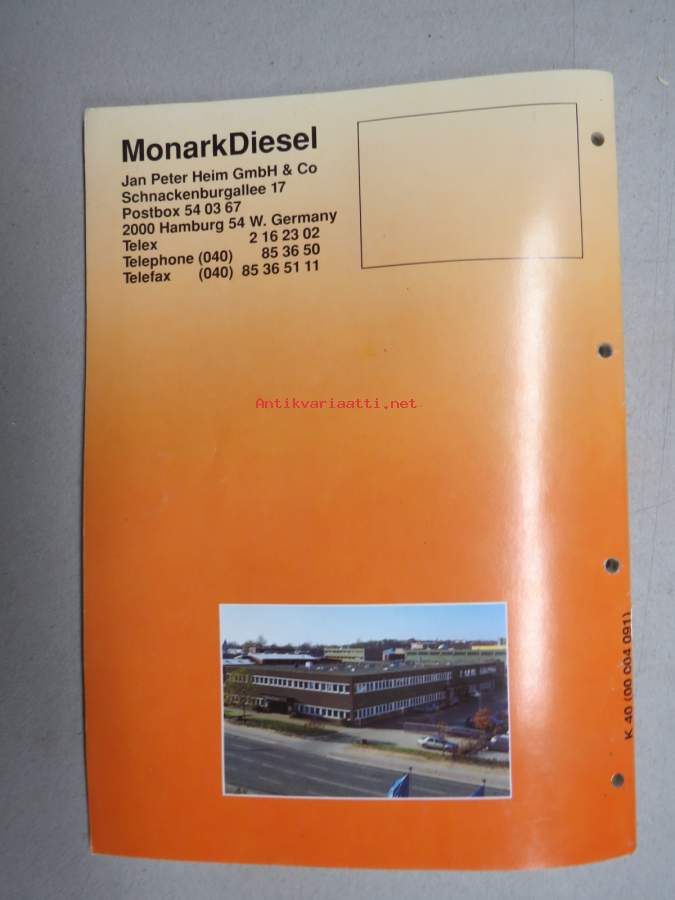 MonarkDiesel
Jan Peter Heim GmbH & Co
Schnackenburgallee 17
Postbox 54 03 67
2000 Hamburg 54 W. Germany
Telex 2 16 23 02
Telephone (040) 85 36 50
Telefax (040) 85 36 51 11
Antikvariaatti.net
K 40 (00 004 091)